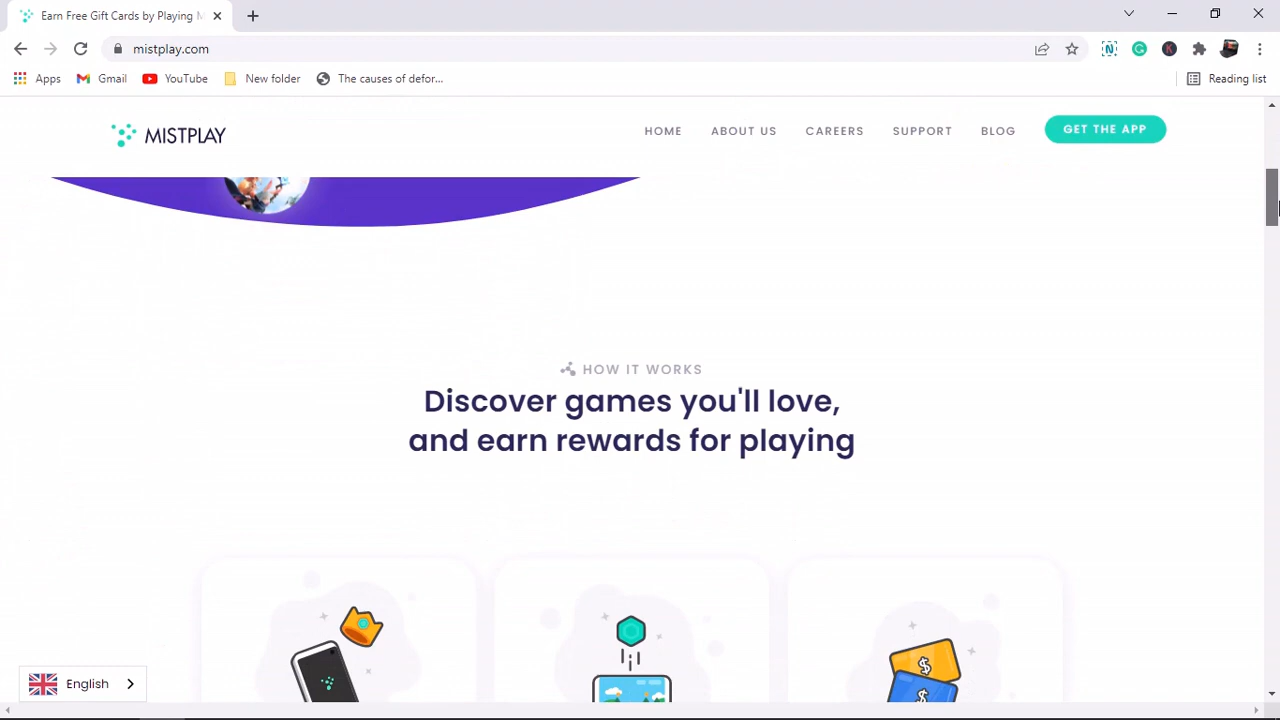 Earn Free Gift Cards by Playing M
mistplay.com
Apps
Gmail
YouTube
New folder
The causes of defor...
Reading list
MISTPLAY
HOME
ABOUT US
CAREERS
SUPPORT
BLOG
GET THE APP
HOW IT WORKS
Discover games you'll love,
and earn rewards for playing
English